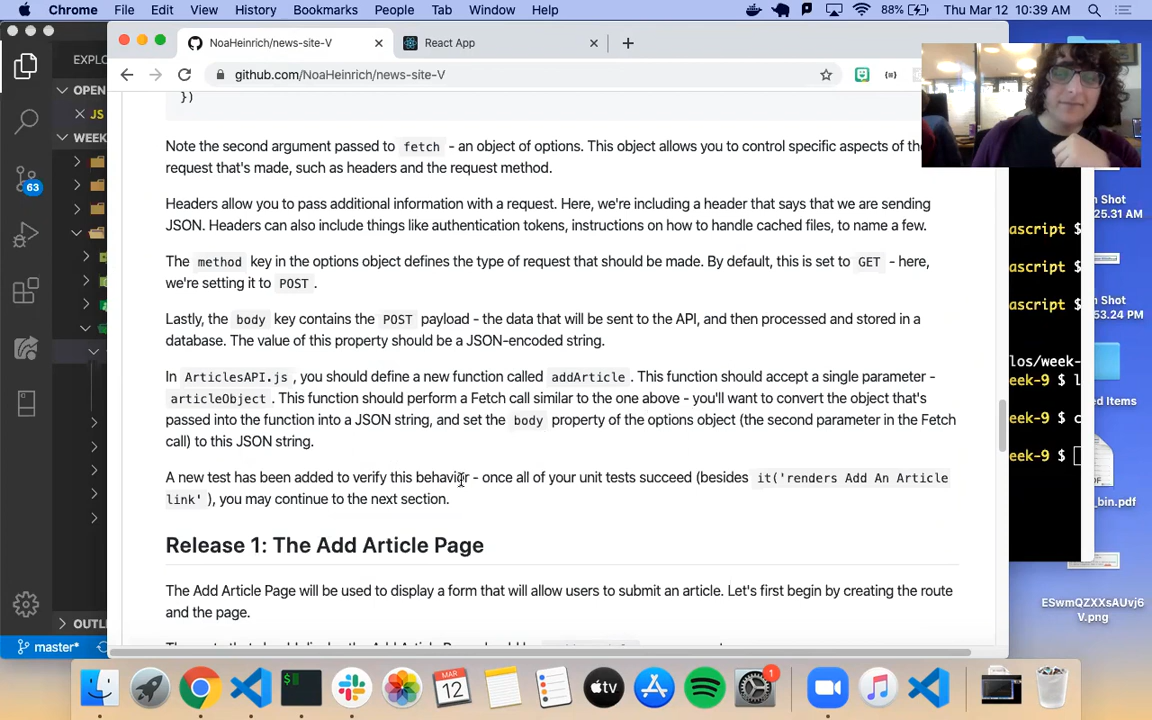 Chrome File Edit View History Bookmarks People Tab Window Help 88% Thu Mar 12 10:39 AM
NoaHeinrich/news-site-V × React App × +
EXPLO
github.com/NoaHeinrich/news-site-V
OPEN
JS
WEEK
63
})
Note the second argument passed to fetch - an object of options. This object allows you to control specific aspects of the
request that's made, such as headers and the request method.
Headers allow you to pass additional information with a request. Here, we're including a header that says that we are sending
JSON. Headers can also include things like authentication tokens, instructions on how to handle cached files, to name a few.
The method key in the options object defines the type of request that should be made. By default, this is set to GET - here,
we're setting it to POST .
Lastly, the body key contains the POST payload - the data that will be sent to the API, and then processed and stored in a
database. The value of this property should be a JSON-encoded string.
In ArticlesAPI.js , you should define a new function called addArticle . This function should accept a single parameter -
articleObject . This function should perform a Fetch call similar to the one above - you'll want to convert the object that's
passed into the function into a JSON string, and set the body property of the options object (the second parameter in the Fetch
call) to this JSON string.
A new test has been added to verify this behavior - once all of your unit tests succeed (besides it('renders Add An Article
link' ), you may continue to the next section.
Release 1: The Add Article Page
The Add Article Page will be used to display a form that will allow users to submit an article. Let's first begin by creating the route
and the page.
ascript $
ascript $
ascript $
los/week-
eek-9 $ l
eek-9 $ c
eek-9 $
n Shot
25.31 AM
n Shot
53.24 PM
ed Items
_bin.pdf
ESwmQZXXsAUvj6
V.png
OUTL
master*
MAR
12
tv
1